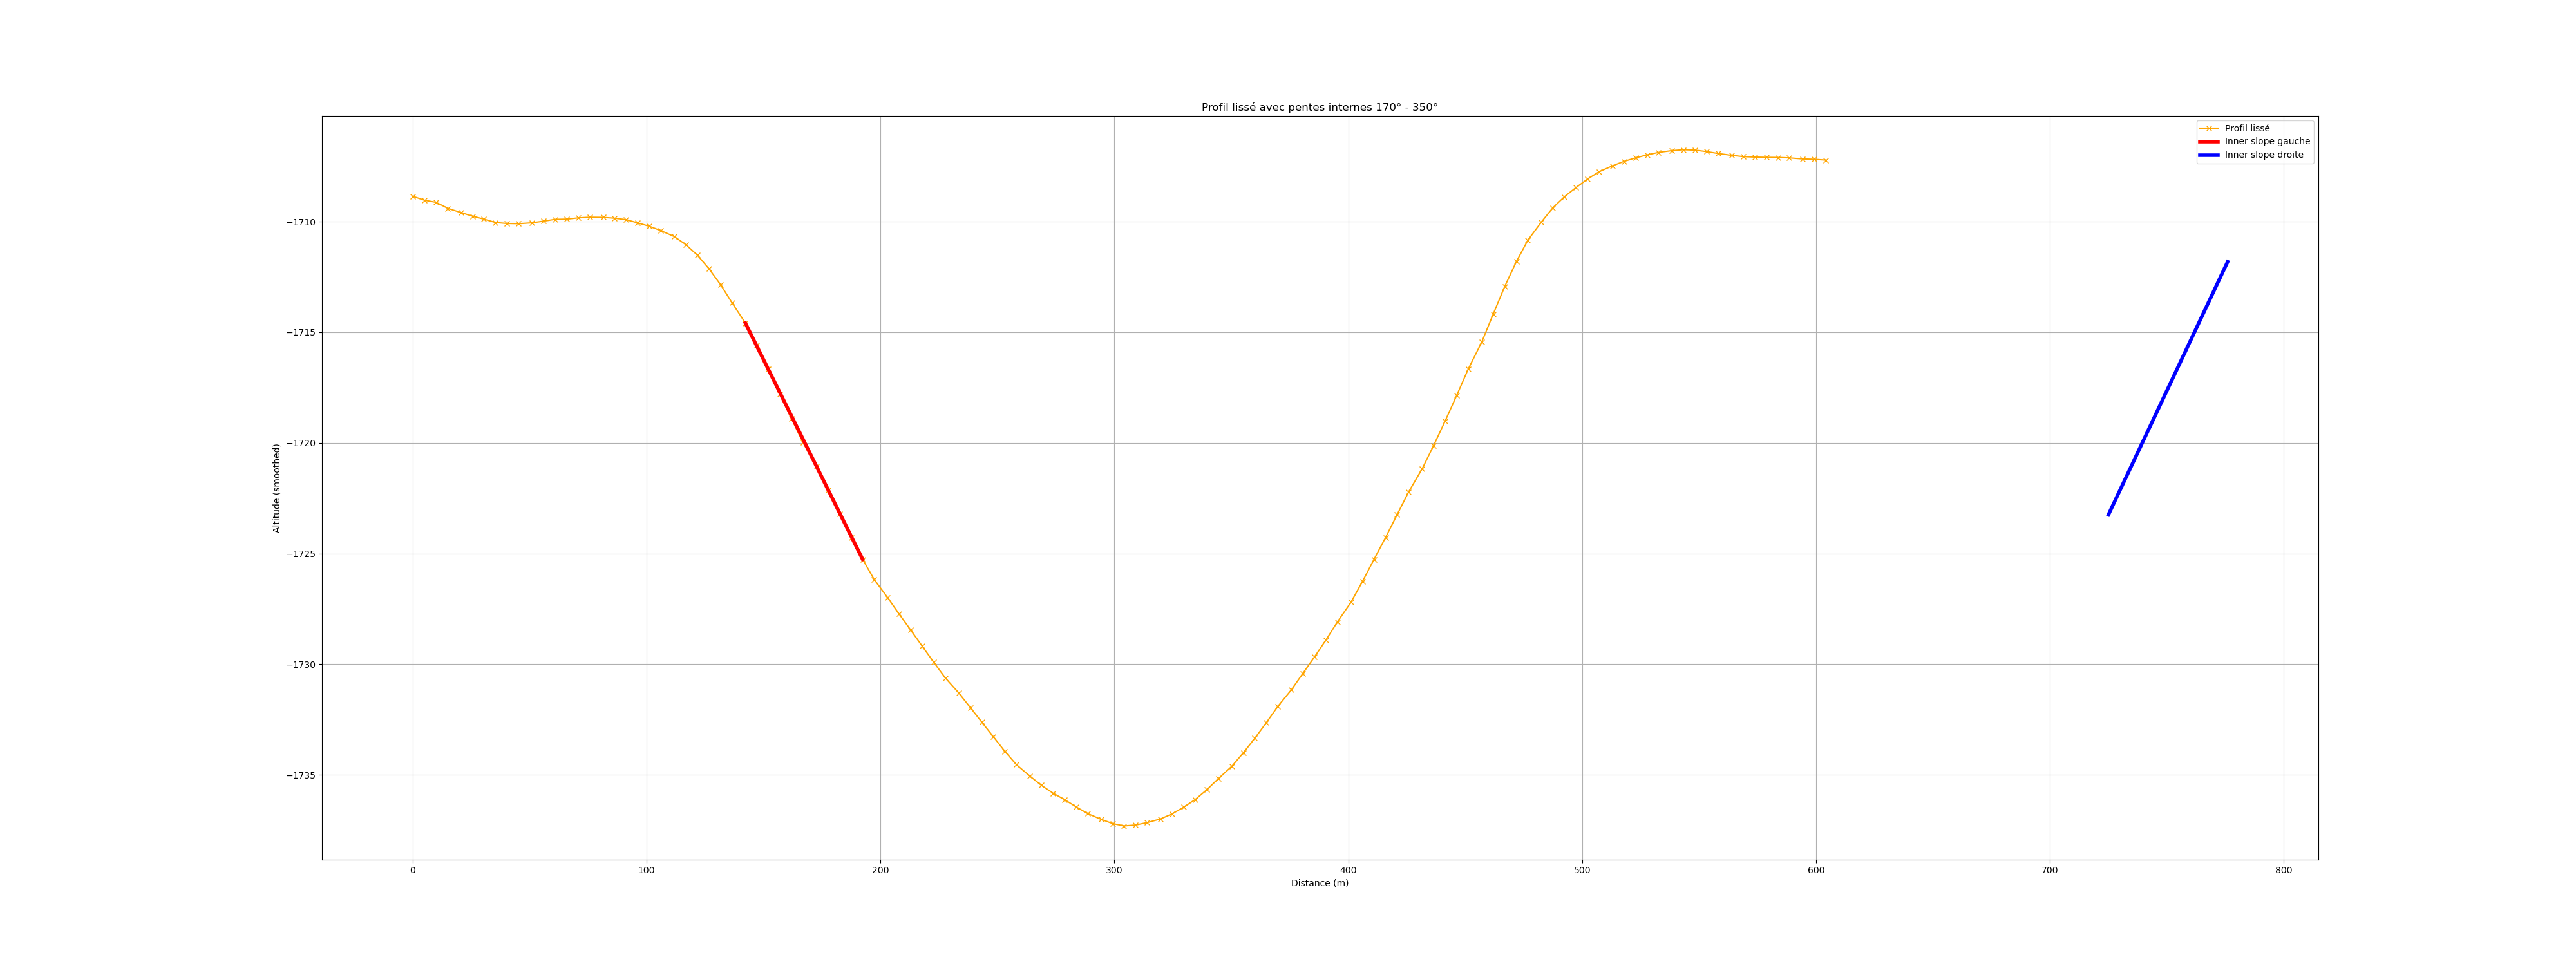 Profil lissé avec pentes internes 170° - 350°
Profil lissé
Inner slope gauche
Inner slope droite
Altitude (smoothed)
−1710
−1715
−1720
−1725
−1730
−1735
0
100
200
300
400
500
600
700
800
Distance (m)